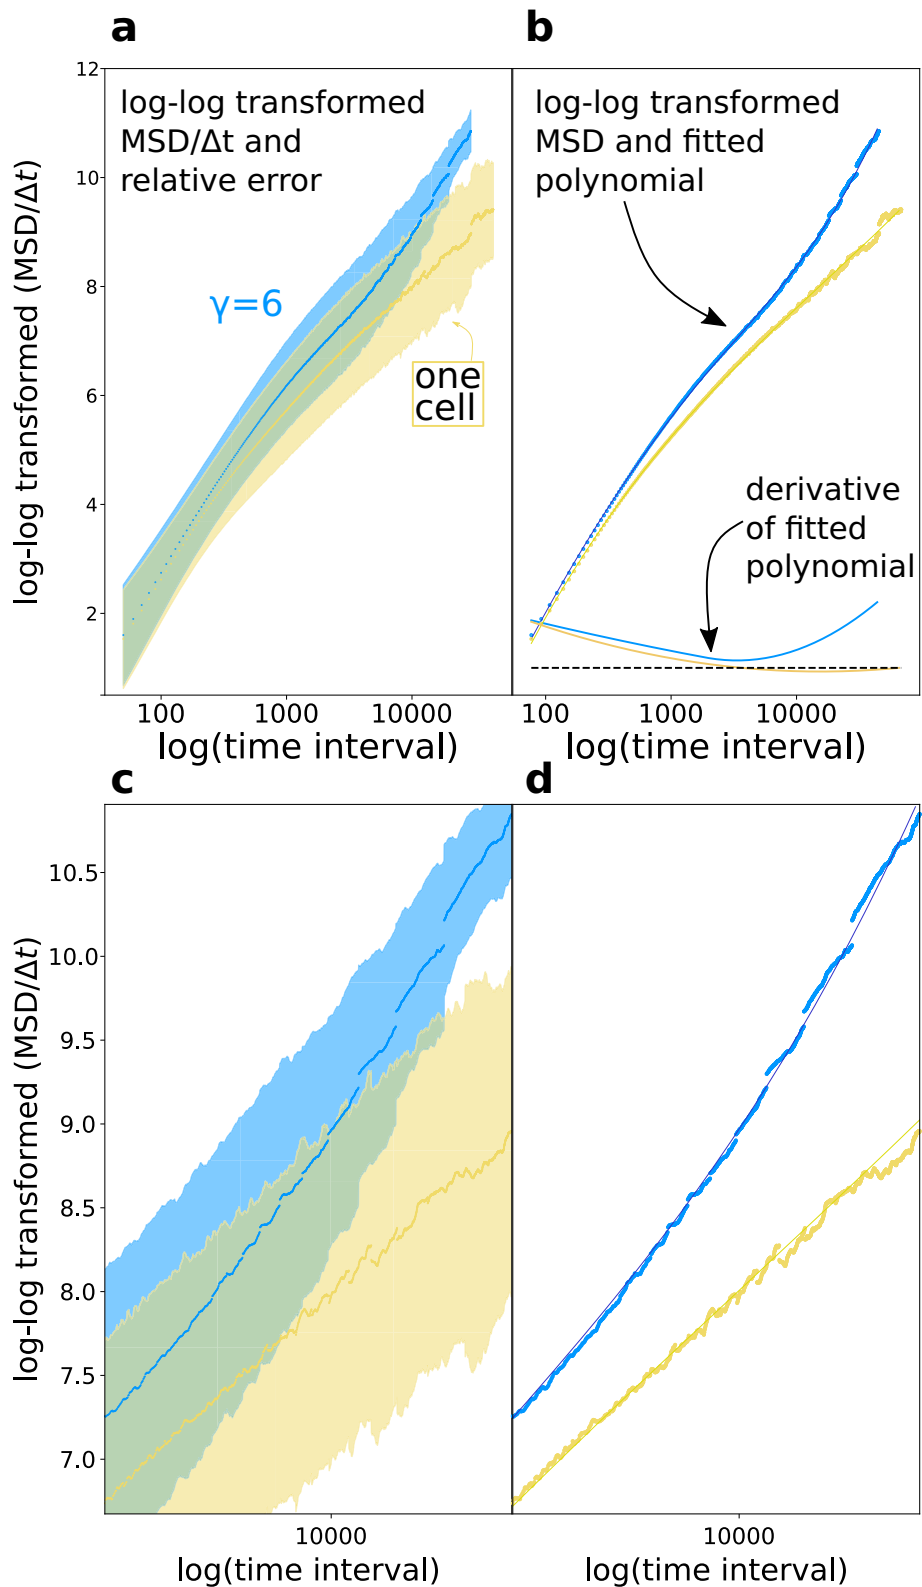 a
b
12
10
8
6
4
2
log-log transformed (MSD/Δt)
log-log transformed
MSD/Δt and
relative error
γ=6
one
cell
log-log transformed
MSD and fitted
polynomial
derivative
of fitted
polynomial
100
1000
10000
log(time interval)
100
1000
10000
log(time interval)
c
d
10.5
10.0
9.5
9.0
8.5
8.0
7.5
7.0
log-log transformed (MSD/Δt)
10000
log(time interval)
10000
log(time interval)